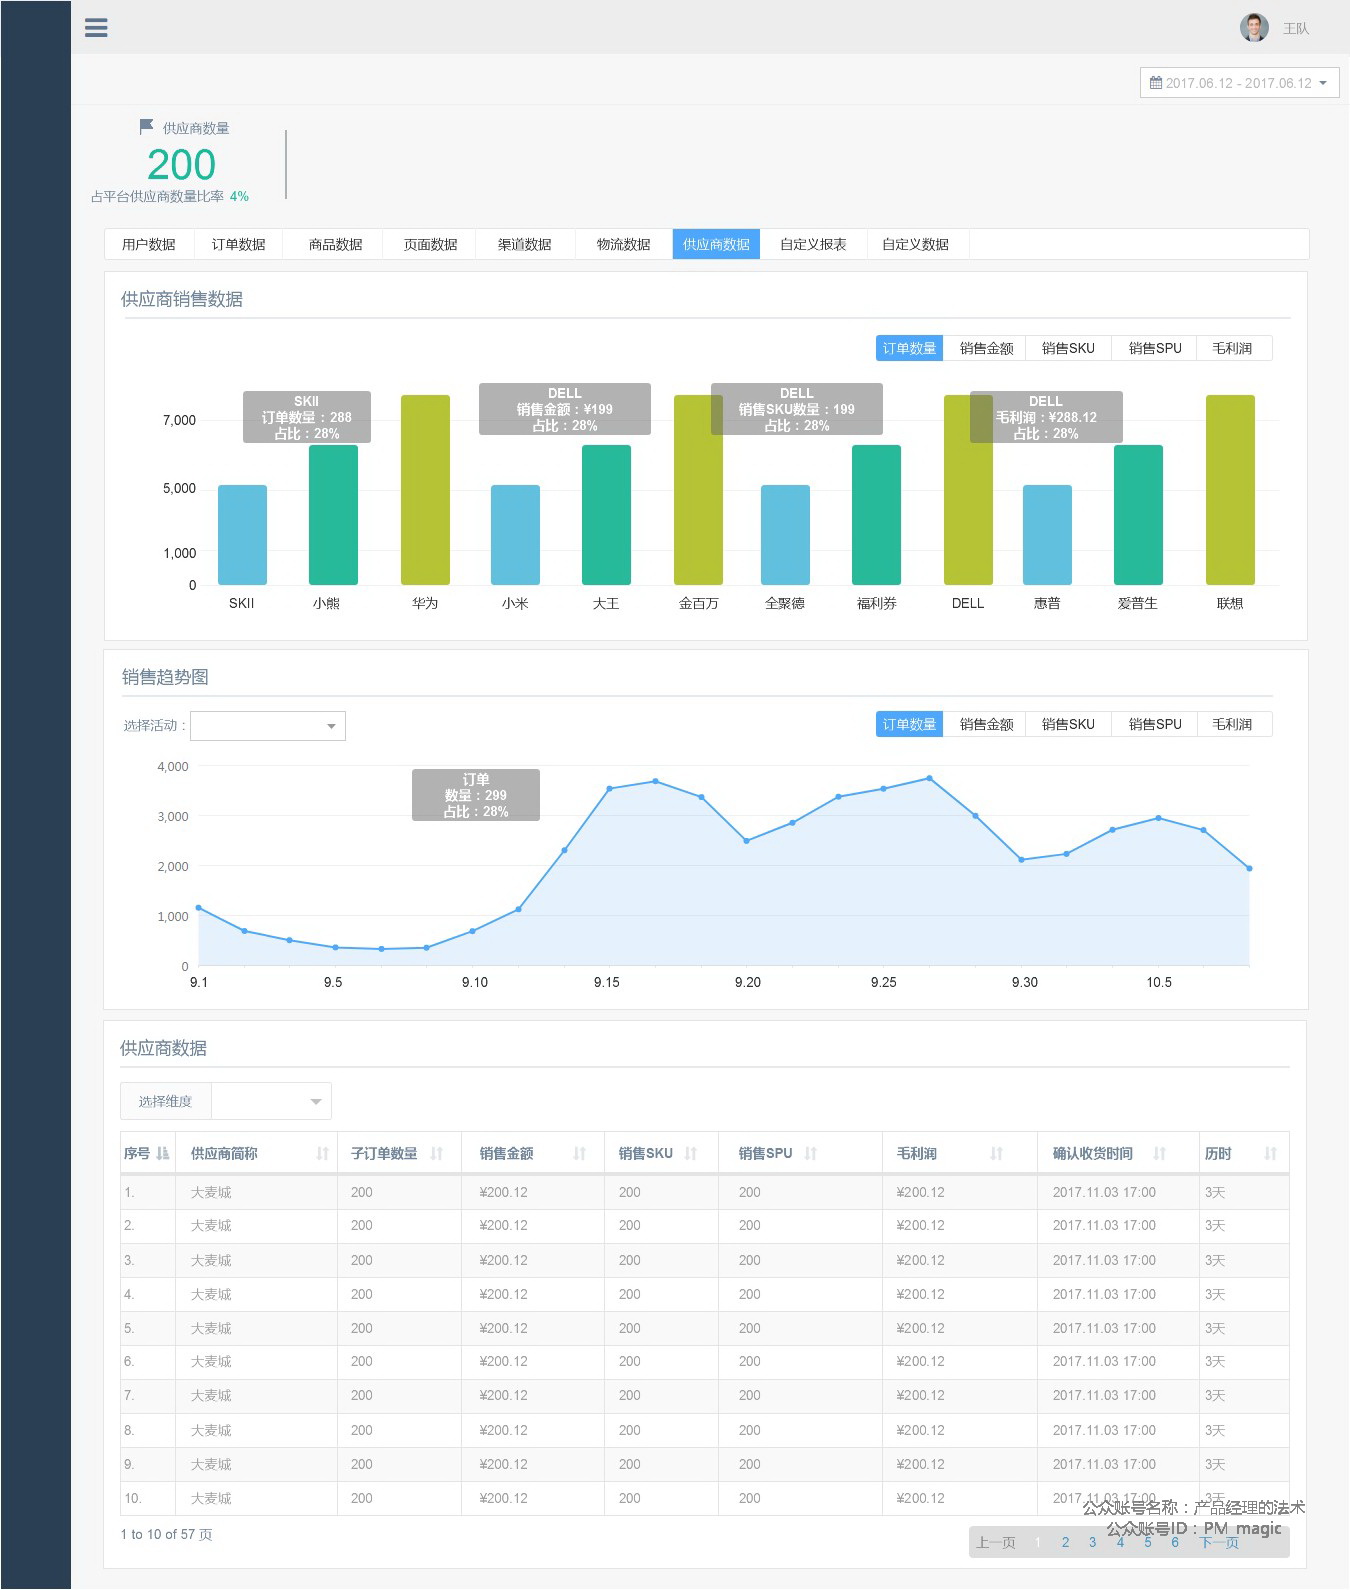 王队
2017.06.12 - 2017.06.12
供应商数量
200
占平台供应商数量比率 4%
用户数据 订单数据 商品数据 页面数据 渠道数据 物流数据 供应商数据 自定义报表 自定义数据
供应商销售数据
订单数量 销售金额 销售SKU 销售SPU 毛利润
SKII
订单数量：288
占比：28%
DELL
销售金额：¥199
占比：28%
DELL
销售SKU数量：199
占比：28%
DELL
毛利润：¥288.12
占比：28%
7,000
5,000
1,000
0
SKII 小熊 华为 小米 大王 金百万 全聚德 福利券 DELL 惠普 爱普生 联想
销售趋势图
选择活动：
订单数量 销售金额 销售SKU 销售SPU 毛利润
订单
数量：299
占比：28%
4,000
3,000
2,000
1,000
0
9.1 9.5 9.10 9.15 9.20 9.25 9.30 10.5
供应商数据
选择维度
序号 供应商简称 子订单数量 销售金额 销售SKU 销售SPU 毛利润 确认收货时间 历时
1. 大麦城 200 ¥200.12 200 200 ¥200.12 2017.11.03 17:00 3天
2. 大麦城 200 ¥200.12 200 200 ¥200.12 2017.11.03 17:00 3天
3. 大麦城 200 ¥200.12 200 200 ¥200.12 2017.11.03 17:00 3天
4. 大麦城 200 ¥200.12 200 200 ¥200.12 2017.11.03 17:00 3天
5. 大麦城 200 ¥200.12 200 200 ¥200.12 2017.11.03 17:00 3天
6. 大麦城 200 ¥200.12 200 200 ¥200.12 2017.11.03 17:00 3天
7. 大麦城 200 ¥200.12 200 200 ¥200.12 2017.11.03 17:00 3天
8. 大麦城 200 ¥200.12 200 200 ¥200.12 2017.11.03 17:00 3天
9. 大麦城 200 ¥200.12 200 200 ¥200.12 2017.11.03 17:00 3天
10. 大麦城 200 ¥200.12 200 200 ¥200.12 2017.11.03 17:00 3天
公众账号名称：产品经理的法术
公众账号ID：PM_magic
1 to 10 of 57 页
上一页 1 2 3 4 5 6 下一页